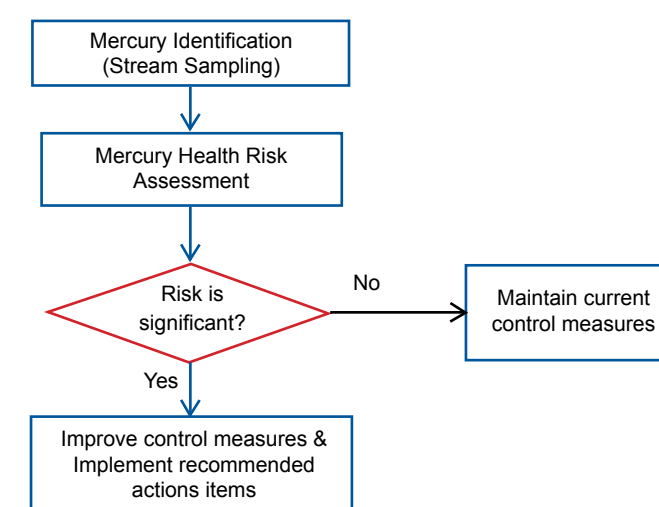 Mercury Identification
(Stream Sampling)
Mercury Health Risk
Assessment
Risk is
significant?
No
Maintain current
control measures
Yes
Improve control measures &
Implement recommended
actions items